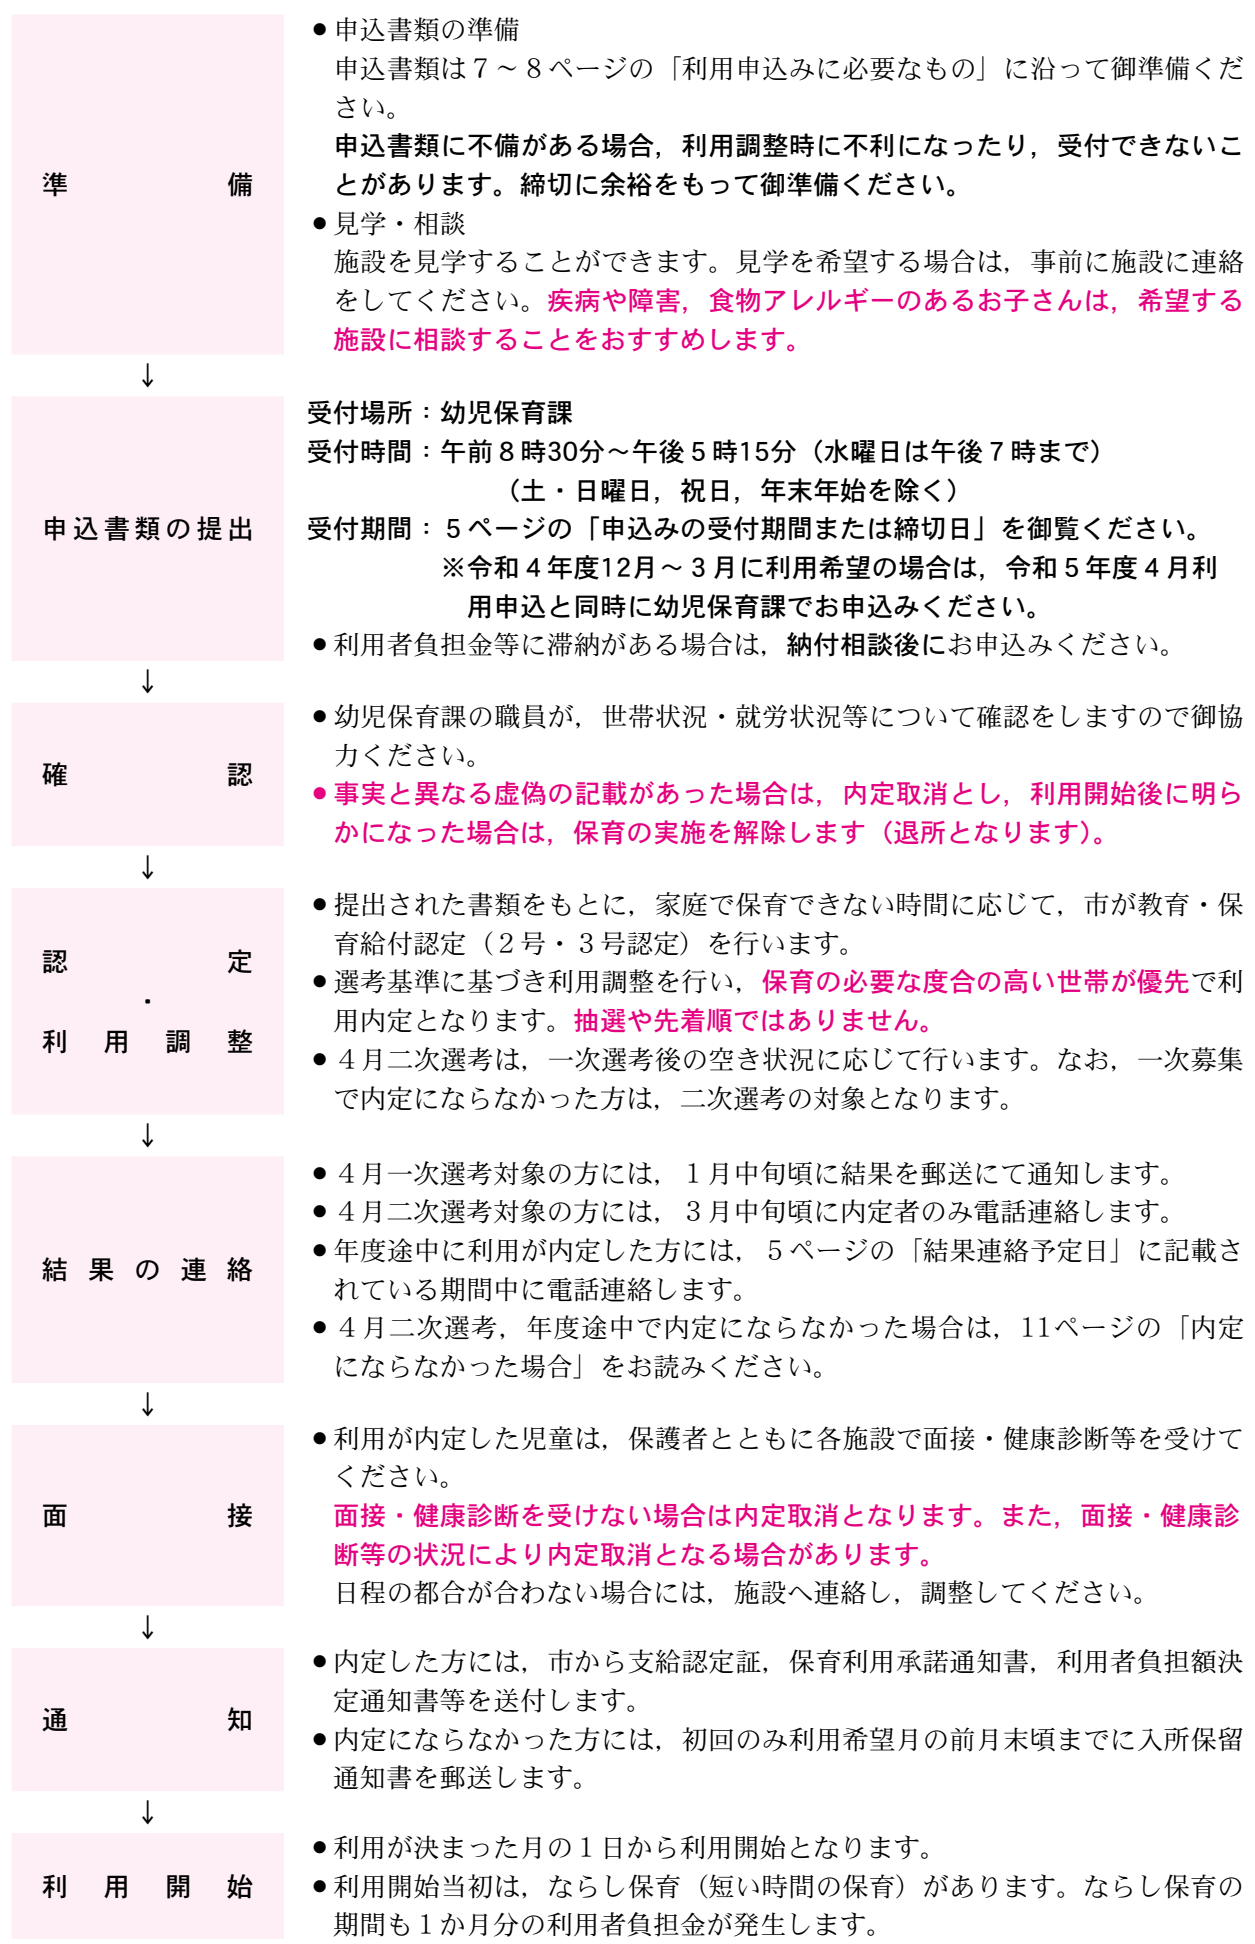 準備
●申込書類の準備
申込書類は７～８ページの「利用申込みに必要なもの」に沿って御準備くだ
さい。
申込書類に不備がある場合，利用調整時に不利になったり，受付できないこ
とがあります。締切に余裕をもって御準備ください。
●見学・相談
施設を見学することができます。見学を希望する場合は，事前に施設に連絡
をしてください。疾病や障害，食物アレルギーのあるお子さんは，希望する
施設に相談することをおすすめします。
↓
申込書類の提出
受付場所：幼児保育課
受付時間：午前８時30分～午後５時15分（水曜日は午後７時まで）
（土・日曜日，祝日，年末年始を除く）
受付期間：５ページの「申込みの受付期間または締切日」を御覧ください。
※令和４年度12月～３月に利用希望の場合は，令和５年度４月利
用申込と同時に幼児保育課でお申込みください。
●利用者負担金等に滞納がある場合は，納付相談後にお申込みください。
↓
確認
●幼児保育課の職員が，世帯状況・就労状況等について確認をしますので御協
力ください。
●事実と異なる虚偽の記載があった場合は，内定取消とし，利用開始後に明ら
かになった場合は，保育の実施を解除します（退所となります）。
↓
認定
・
利用調整
●提出された書類をもとに，家庭で保育できない時間に応じて，市が教育・保
育給付認定（２号・３号認定）を行います。
●選考基準に基づき利用調整を行い，保育の必要な度合の高い世帯が優先で利
用内定となります。抽選や先着順ではありません。
●４月二次選考は，一次選考後の空き状況に応じて行います。なお，一次募集
で内定にならなかった方は，二次選考の対象となります。
↓
結果の連絡
●４月一次選考対象の方には，１月中旬頃に結果を郵送にて通知します。
●４月二次選考対象の方には，３月中旬頃に内定者のみ電話連絡します。
●年度途中に利用が内定した方には，５ページの「結果連絡予定日」に記載さ
れている期間中に電話連絡します。
●４月二次選考，年度途中で内定にならなかった場合は，11ページの「内定
にならなかった場合」をお読みください。
↓
面接
●利用が内定した児童は，保護者とともに各施設で面接・健康診断等を受けて
ください。
面接・健康診断を受けない場合は内定取消となります。また，面接・健康診
断等の状況により内定取消となる場合があります。
日程の都合が合わない場合には，施設へ連絡し，調整してください。
↓
通知
●内定した方には，市から支給認定証，保育利用承諾通知書，利用者負担額決
定通知書等を送付します。
●内定にならなかった方には，初回のみ利用希望月の前月末頃までに入所保留
通知書を郵送します。
↓
利用開始
●利用が決まった月の１日から利用開始となります。
●利用開始当初は，ならし保育（短い時間の保育）があります。ならし保育の
期間も１か月分の利用者負担金が発生します。